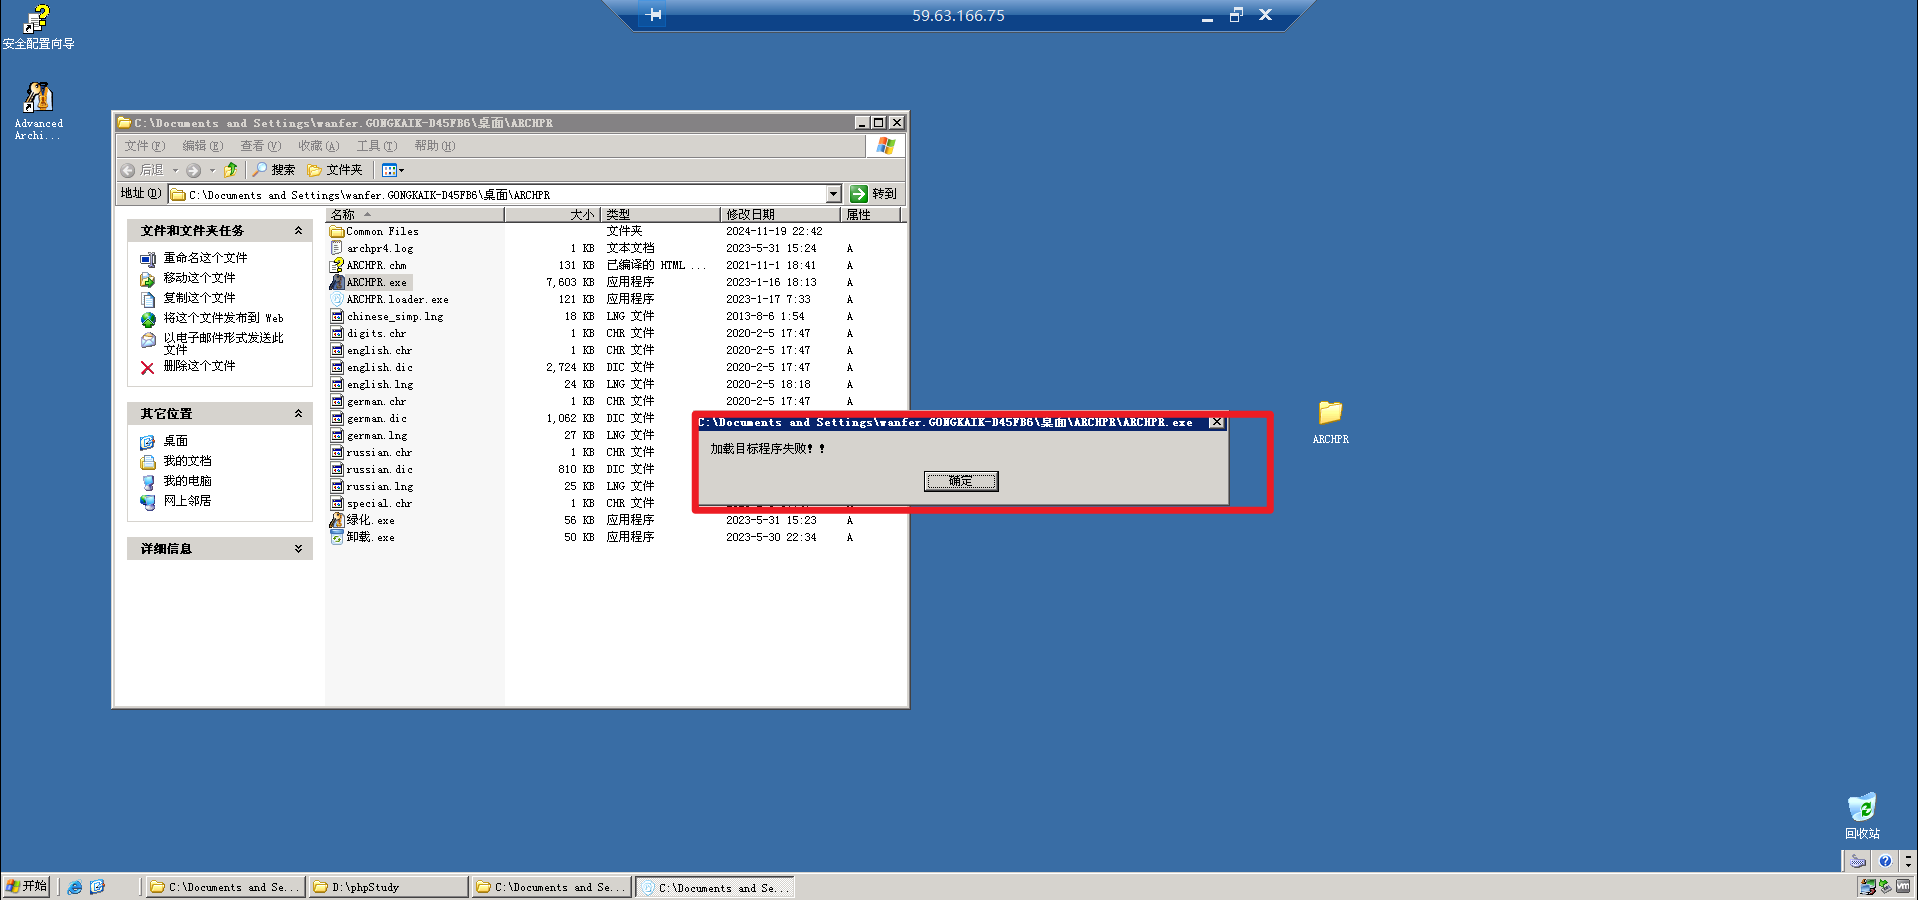 59.63.166.75
安全配置向导
Advanced
Archi...
C:\Documents and Settings\wanfer.GONGKAIK-D45FB6\桌面\ARCHPR
文件(F) 编辑(E) 查看(V) 收藏(A) 工具(T) 帮助(H)
后退 搜索 文件夹
地址(D) C:\Documents and Settings\wanfer.GONGKAIK-D45FB6\桌面\ARCHPR 转到
文件和文件夹任务
重命名这个文件
移动这个文件
复制这个文件
将这个文件发布到 Web
以电子邮件形式发送此
文件
删除这个文件
其它位置
桌面
我的文档
我的电脑
网上邻居
详细信息
名称 大小 类型 修改日期 属性
Common Files 文件夹 2024-11-19 22:42
archpr4.log 1 KB 文本文档 2023-5-31 15:24 A
ARCHPR.chm 131 KB 已编译的 HTML ... 2021-11-1 18:41 A
ARCHPR.exe 7,603 KB 应用程序 2023-1-16 18:13 A
ARCHPR.loader.exe 121 KB 应用程序 2023-1-17 7:33 A
chinese_simp.lng 18 KB LNG 文件 2013-8-6 1:54 A
digits.chr 1 KB CHR 文件 2020-2-5 17:47 A
english.chr 1 KB CHR 文件 2020-2-5 17:47 A
english.dic 2,724 KB DIC 文件 2020-2-5 17:47 A
english.lng 24 KB LNG 文件 2020-2-5 18:18 A
german.chr 1 KB CHR 文件 2020-2-5 17:47 A
german.dic 1,062 KB DIC 文件
german.lng 27 KB LNG 文件
russian.chr 1 KB CHR 文件
russian.dic 810 KB DIC 文件
russian.lng 25 KB LNG 文件
special.chr 1 KB CHR 文件
绿化.exe 56 KB 应用程序 2023-5-31 15:23 A
卸载.exe 50 KB 应用程序 2023-5-30 22:34 A
C:\Documents and Settings\wanfer.GONGKAIK-D45FB6\桌面\ARCHPR\ARCHPR.exe
加载目标程序失败！！
确定
ARCHPR
回收站
开始 C:\Documents and Se... D:\phpStudy C:\Documents and Se... C:\Documents and Se...